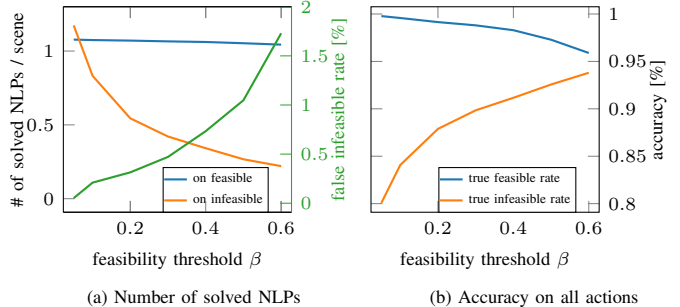 # of solved NLPs / scene
1
0.5
0
0.2
0.4
0.6
feasibility threshold β
2
1.5
1
0.5
0
false infeasible rate [%]
on feasible
on infeasible
(a) Number of solved NLPs
1
0.95
0.9
0.85
0.8
accuracy [%]
true feasible rate
true infeasible rate
0.2
0.4
0.6
feasibility threshold β
(b) Accuracy on all actions